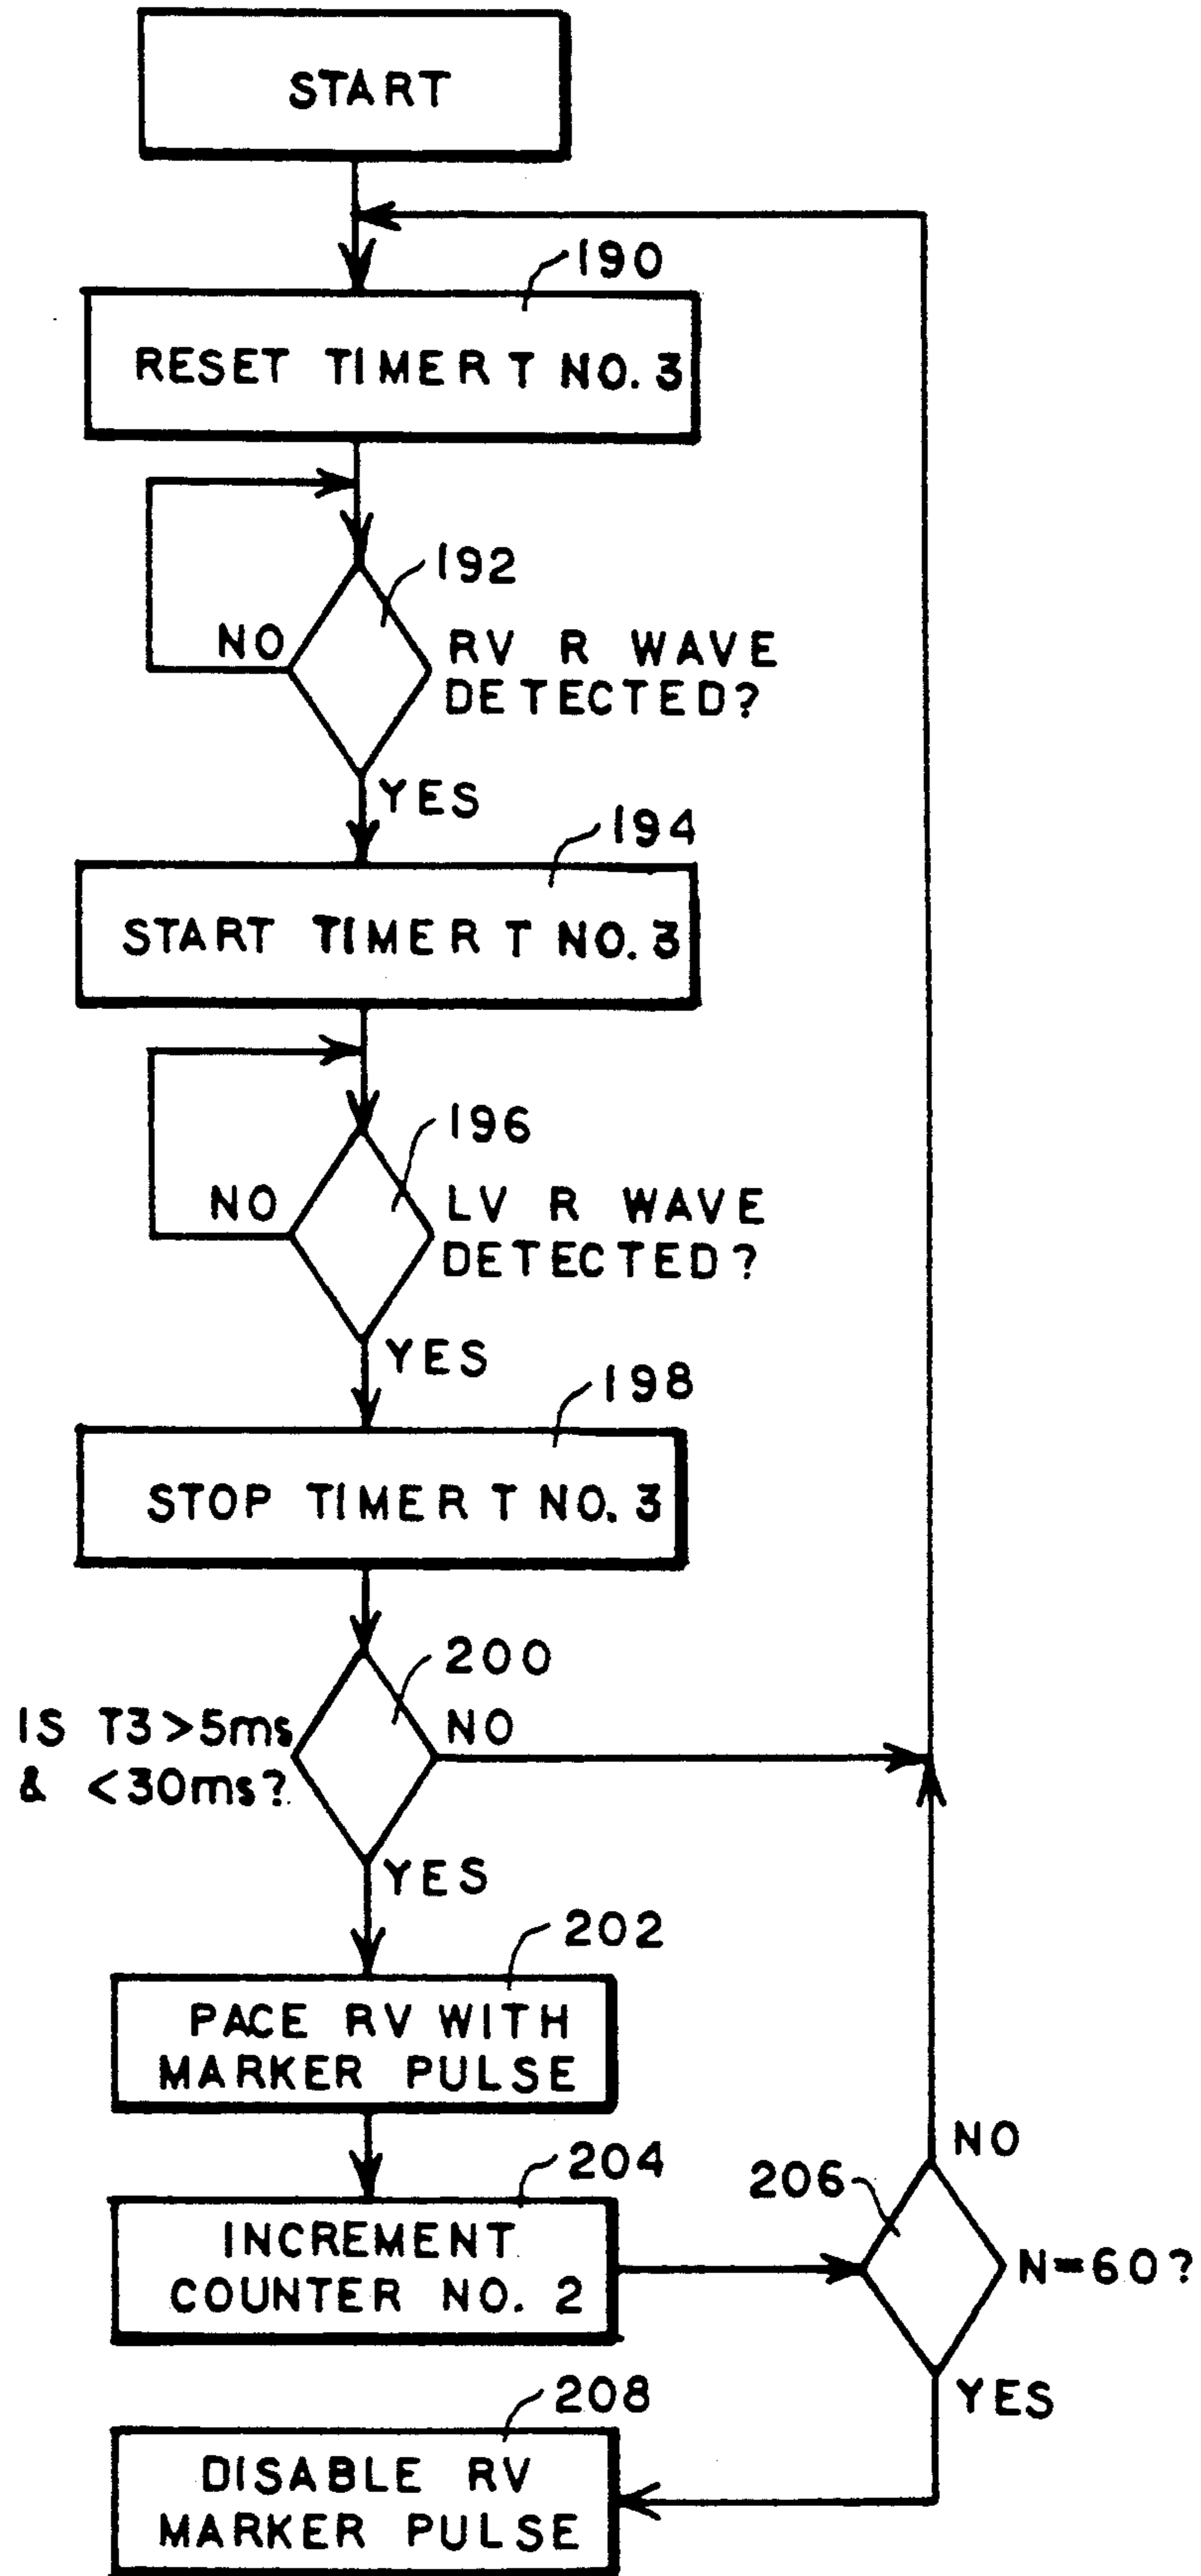 START
190
RESET TIMER T NO. 3
192
NO
RV R WAVE
DETECTED?
YES
194
START TIMER T NO. 3
196
NO
LV R WAVE
DETECTED?
YES
198
STOP TIMER T NO. 3
200
IS T3>5ms
& <30ms?
NO
YES
202
PACE RV WITH
MARKER PULSE
204
INCREMENT
COUNTER NO. 2
206
NO
N=60?
YES
208
DISABLE RV
MARKER PULSE